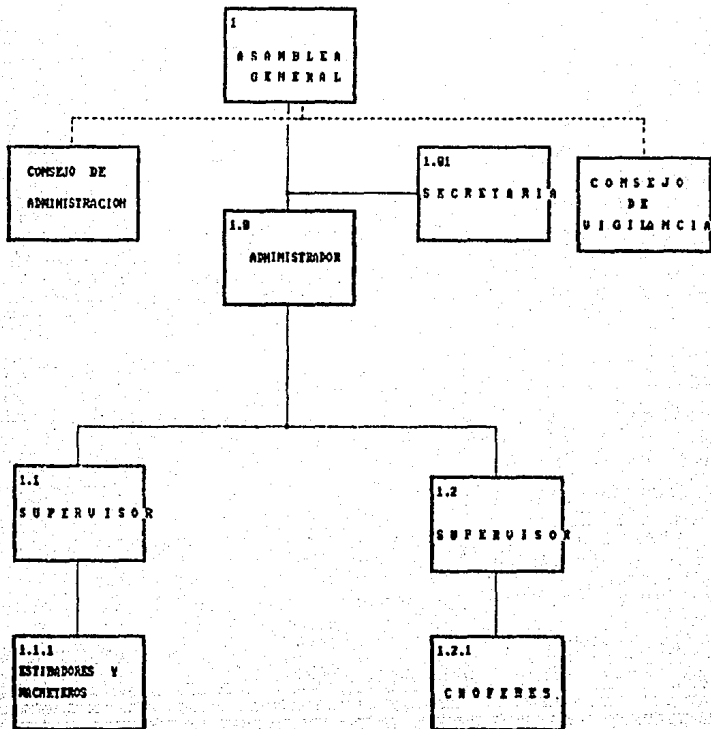 1
ASAMBLEA
GENERAL
CONSEJO DE
ADMINISTRACION
1.01
SECRETARIA
CONSEJO
DE
VIGILANCIA
1.0
ADMINISTRADOR
1.1
SUPERVISOR
1.2
SUPERVISOR
1.1.1
ESTIBADORES Y
MACHETEROS
1.2.1
CHOFERES.